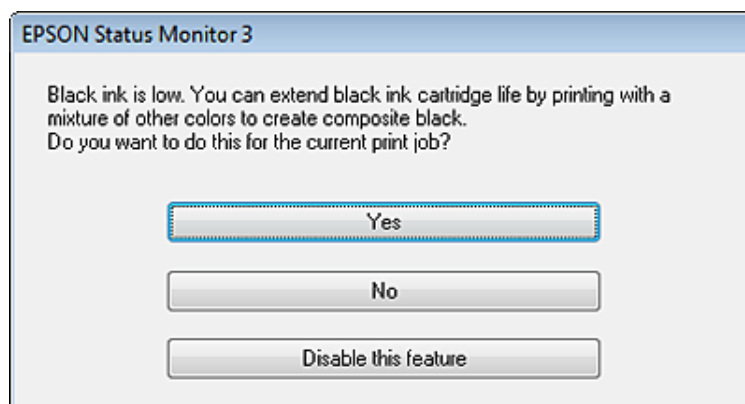 EPSON Status Monitor 3
Black ink is low. You can extend black ink cartridge life by printing with a
mixture of other colors to create composite black.
Do you want to do this for the current print job?
Yes
No
Disable this feature